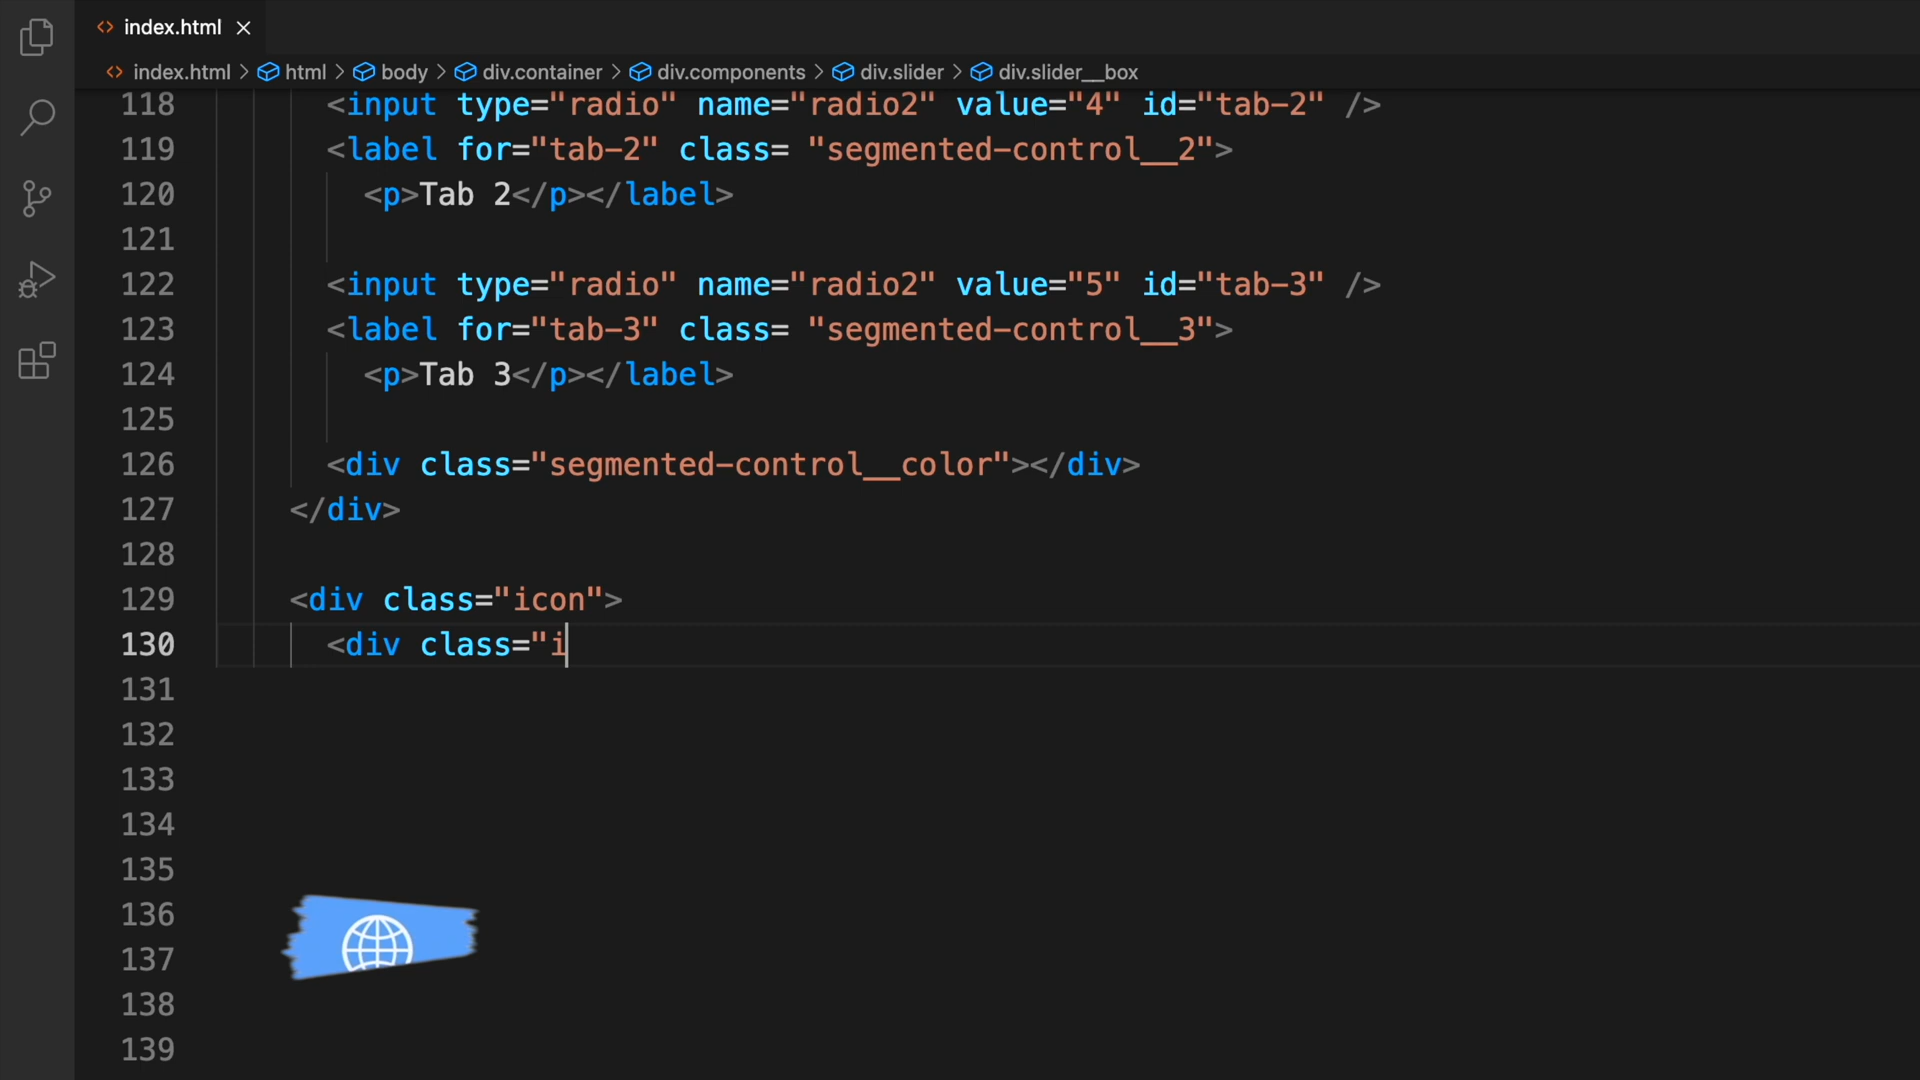 index.html
index.html > html > body > div.container > div.components > div.slider > div.slider__box
118 <input type="radio" name="radio2" value="4" id="tab-2" />
119 <label for="tab-2" class= "segmented-control__2">
120 <p>Tab 2</p></label>
121
122 <input type="radio" name="radio2" value="5" id="tab-3" />
123 <label for="tab-3" class= "segmented-control__3">
124 <p>Tab 3</p></label>
125
126 <div class="segmented-control__color"></div>
127 </div>
128
129 <div class="icon">
130 <div class="i
131
132
133
134
135
136
137
138
139